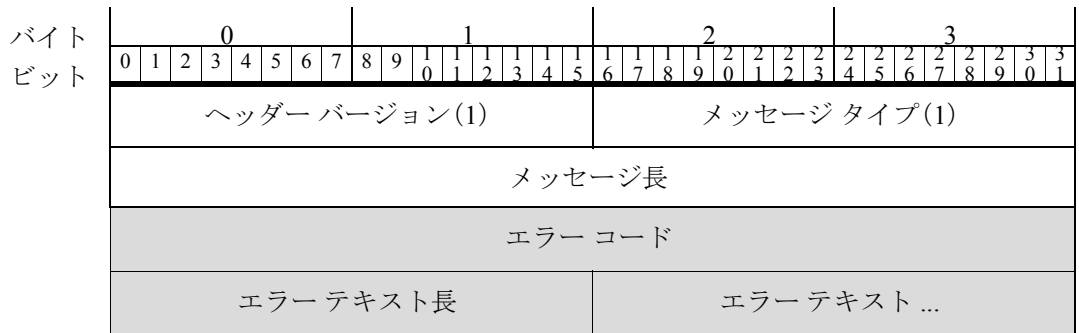 バイト 0 1 2 3
ビット 0 1 2 3 4 5 6 7 8 9 10 11 12 13 14 15 16 17 18 19 20 21 22 23 24 25 26 27 28 29 30 31
ヘッダー バージョン(1) メッセージ タイプ(1)
メッセージ長
エラー コード
エラー テキスト長 エラー テキスト ...